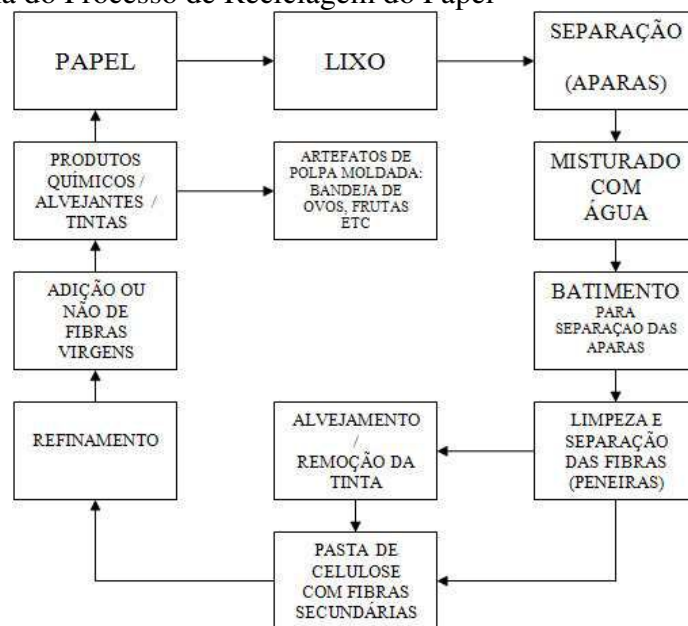 do Processo de Reciclagem do Papel
PAPEL
LIXO
SEPARAÇÃO
(APARAS)
PRODUTOS
QUÍMICOS /
ALVEJANTES /
TINTAS
ARTEFATOS DE
POLPA MOLDADA:
BANDEJA DE
OVOS, FRUTAS
ETC
MISTURADO
COM
ÁGUA
ADIÇÃO OU
NÃO DE
FIBRAS
VIRGENS
BATIMENTO
PARA
SEPARAÇAO DAS
APARAS
REFINAMENTO
ALVEJAMENTO
/
REMOÇÃO DA
TINTA
LIMPEZA E
SEPARAÇÃO
DAS FIBRAS
(PENEIRAS)
PASTA DE
CELULOSE
COM FIBRAS
SECUNDÁRIAS